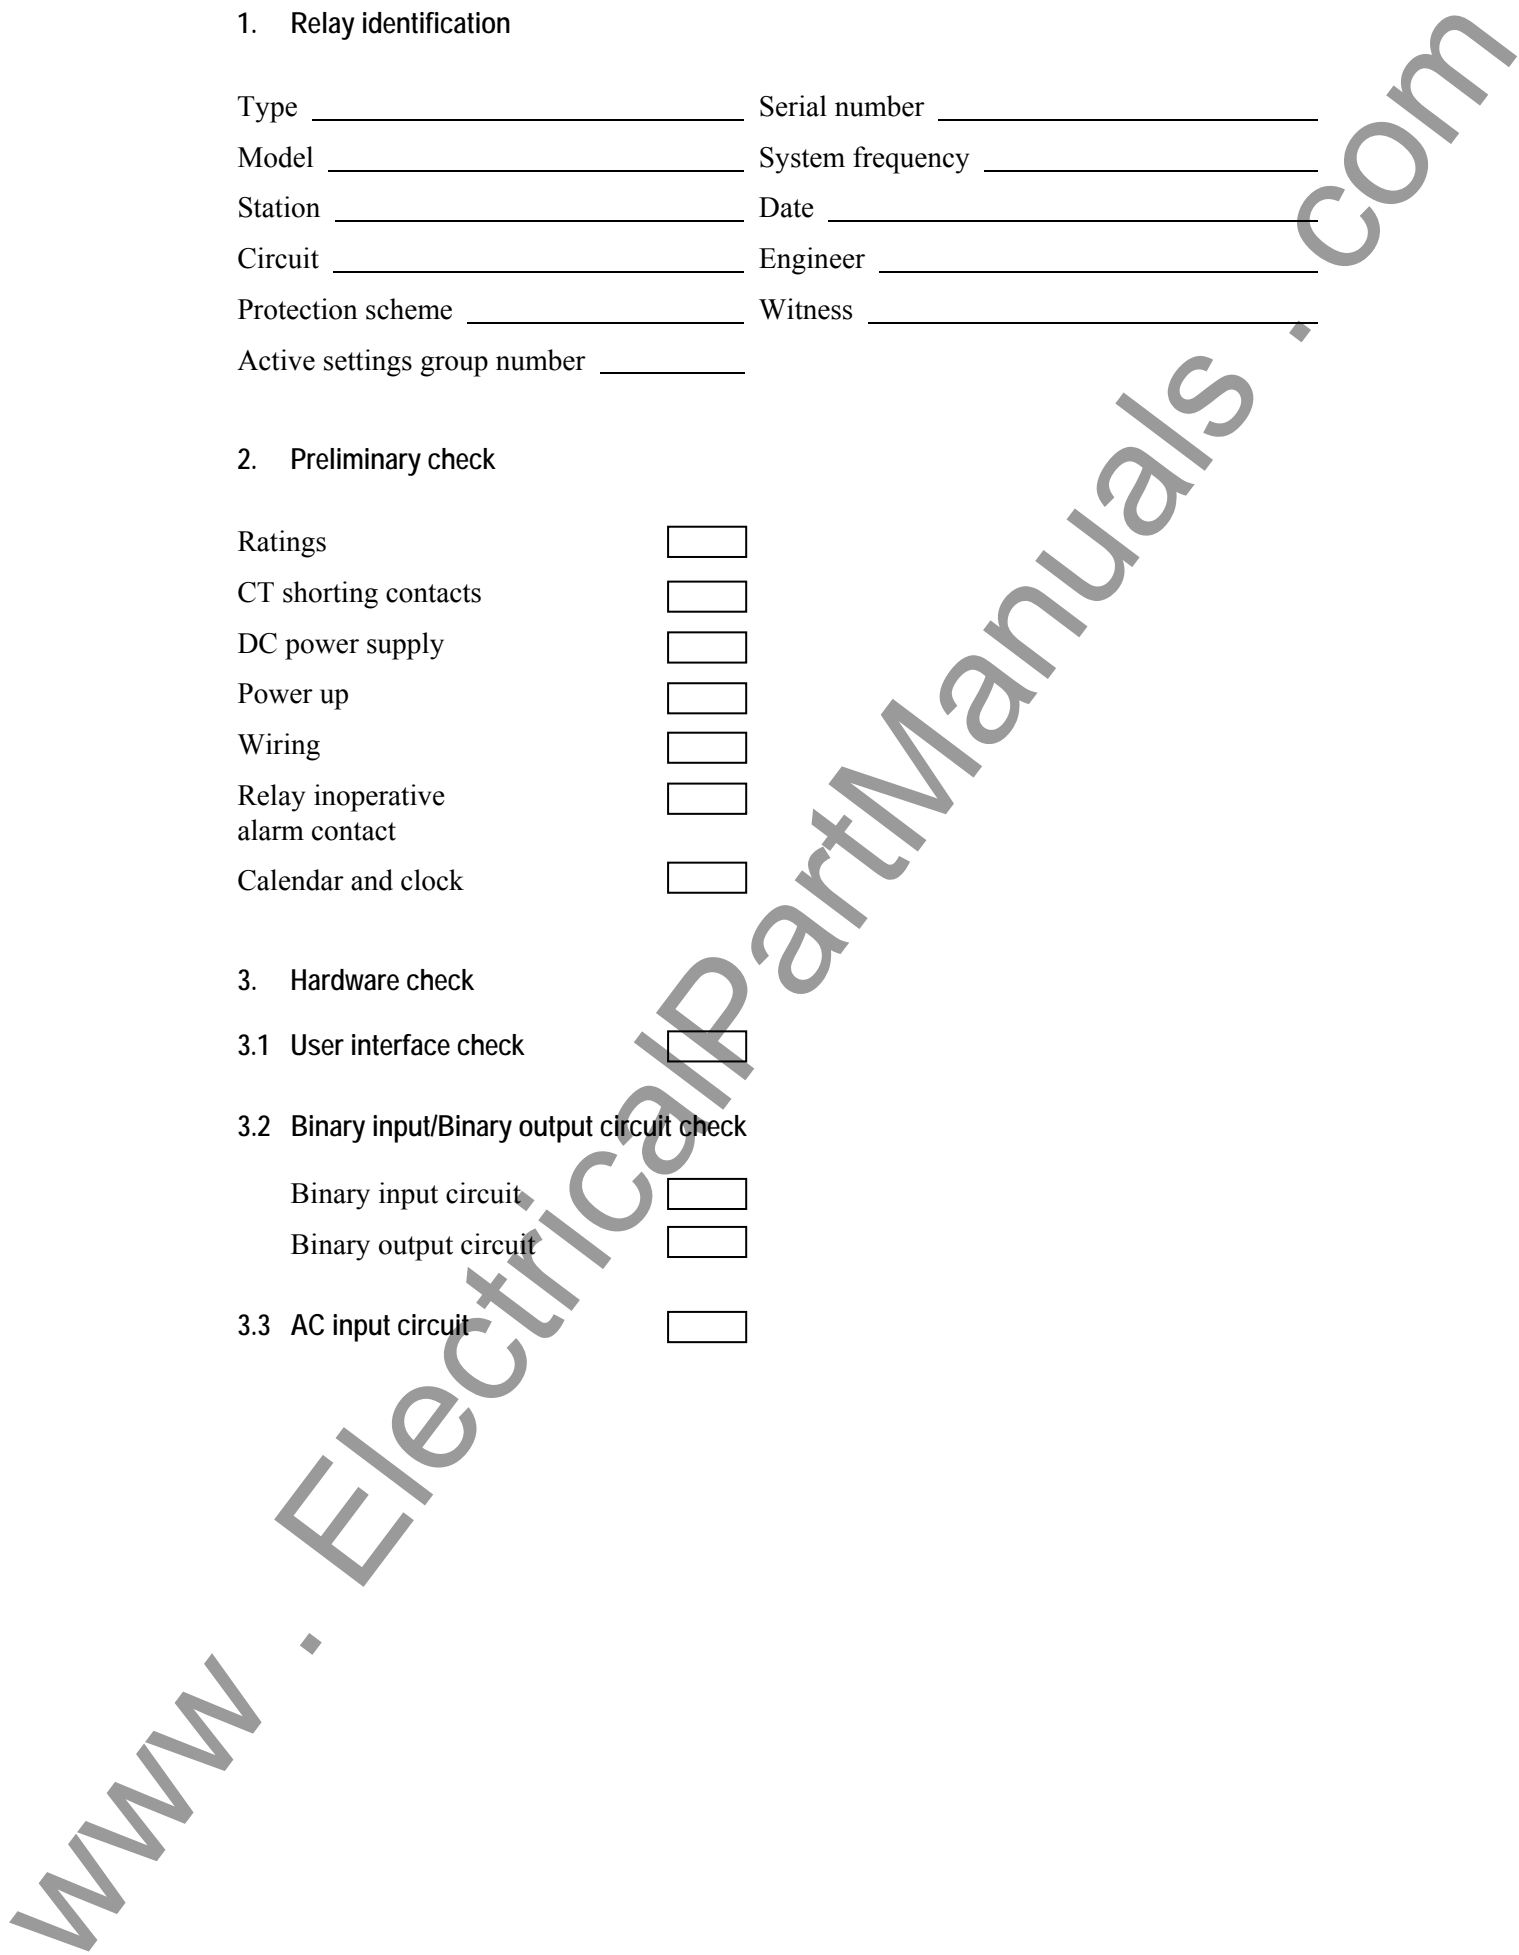 1. Relay identification
Type Serial number
Model System frequency
Station Date
Circuit Engineer
Protection scheme Witness
Active settings group number
2. Preliminary check
Ratings
CT shorting contacts
DC power supply
Power up
Wiring
Relay inoperative
alarm contact
Calendar and clock
3. Hardware check
3.1 User interface check
3.2 Binary input/Binary output circuit check
Binary input circuit
Binary output circuit
3.3 AC input circuit
www . ElectricalPartManuals . com